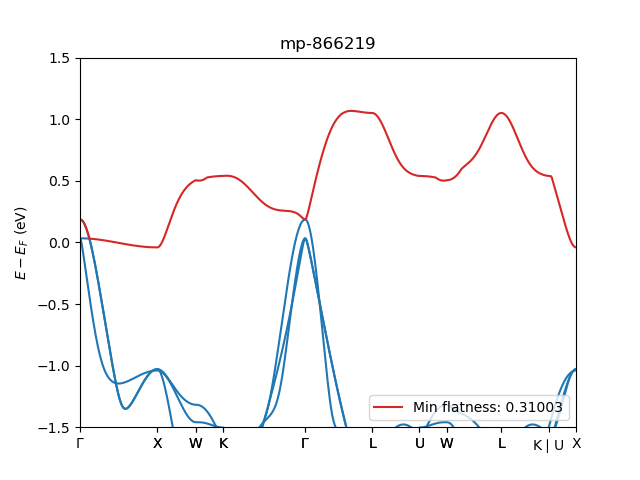 mp-866219
1.5
1.0
0.5
0.0
−0.5
−1.0
−1.5
E − E_F (eV)
Min flatness: 0.31003
Γ X W K Γ L U W L K | U X